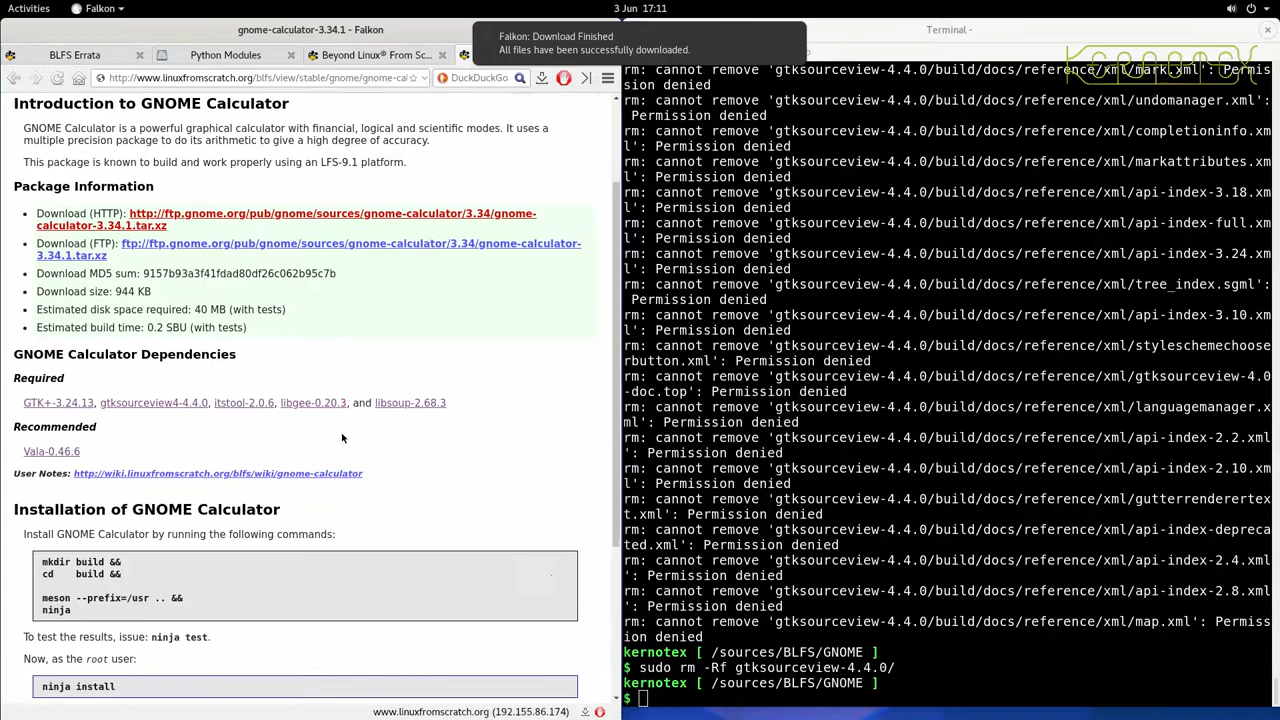 Activities
Falkon
3 Jun 17:11
gnome-calculator-3.34.1 - Falkon
Falkon: Download Finished
All files have been successfully downloaded.
Terminal -
BLFS Errata
Python Modules
Beyond Linux® From Sc...
http://www.linuxfromscratch.org/blfs/view/stable/gnome/gnome-cal
DuckDuckGo
Introduction to GNOME Calculator
GNOME Calculator is a powerful graphical calculator with financial, logical and scientific modes. It uses a
multiple precision package to do its arithmetic to give a high degree of accuracy.
This package is known to build and work properly using an LFS-9.1 platform.
Package Information
• Download (HTTP): http://ftp.gnome.org/pub/gnome/sources/gnome-calculator/3.34/gnome-
calculator-3.34.1.tar.xz
• Download (FTP): ftp://ftp.gnome.org/pub/gnome/sources/gnome-calculator/3.34/gnome-calculator-
3.34.1.tar.xz
• Download MD5 sum: 9157b93a3f41fdad80df26c062b95c7b
• Download size: 944 KB
• Estimated disk space required: 40 MB (with tests)
• Estimated build time: 0.2 SBU (with tests)
GNOME Calculator Dependencies
Required
GTK+-3.24.13, gtksourceview4-4.4.0, itstool-2.0.6, libgee-0.20.3, and libsoup-2.68.3
Recommended
Vala-0.46.6
User Notes: http://wiki.linuxfromscratch.org/blfs/wiki/gnome-calculator
Installation of GNOME Calculator
Install GNOME Calculator by running the following commands:
mkdir build &&
cd    build &&
meson --prefix=/usr .. &&
ninja
To test the results, issue: ninja test.
Now, as the root user:
ninja install
www.linuxfromscratch.org (192.155.86.174)
KERNOTEX
rm: cannot remove 'gtksourceview-4.4.0/build/docs/reference/xml/mark.xml': Permis
sion denied
rm: cannot remove 'gtksourceview-4.4.0/build/docs/reference/xml/undomanager.xml':
Permission denied
rm: cannot remove 'gtksourceview-4.4.0/build/docs/reference/xml/completioninfo.xm
l': Permission denied
rm: cannot remove 'gtksourceview-4.4.0/build/docs/reference/xml/markattributes.xm
l': Permission denied
rm: cannot remove 'gtksourceview-4.4.0/build/docs/reference/xml/api-index-3.18.xm
l': Permission denied
rm: cannot remove 'gtksourceview-4.4.0/build/docs/reference/xml/api-index-full.xm
l': Permission denied
rm: cannot remove 'gtksourceview-4.4.0/build/docs/reference/xml/api-index-3.24.xm
l': Permission denied
rm: cannot remove 'gtksourceview-4.4.0/build/docs/reference/xml/tree_index.sgml':
Permission denied
rm: cannot remove 'gtksourceview-4.4.0/build/docs/reference/xml/api-index-3.10.xm
l': Permission denied
rm: cannot remove 'gtksourceview-4.4.0/build/docs/reference/xml/styleschemechoose
rbutton.xml': Permission denied
rm: cannot remove 'gtksourceview-4.4.0/build/docs/reference/xml/gtksourceview-4.0
-doc.top': Permission denied
rm: cannot remove 'gtksourceview-4.4.0/build/docs/reference/xml/languagemanager.x
ml': Permission denied
rm: cannot remove 'gtksourceview-4.4.0/build/docs/reference/xml/api-index-2.2.xml
': Permission denied
rm: cannot remove 'gtksourceview-4.4.0/build/docs/reference/xml/api-index-2.10.xm
l': Permission denied
rm: cannot remove 'gtksourceview-4.4.0/build/docs/reference/xml/gutterrenderertex
t.xml': Permission denied
rm: cannot remove 'gtksourceview-4.4.0/build/docs/reference/xml/api-index-depreca
ted.xml': Permission denied
rm: cannot remove 'gtksourceview-4.4.0/build/docs/reference/xml/api-index-2.4.xml
': Permission denied
rm: cannot remove 'gtksourceview-4.4.0/build/docs/reference/xml/api-index-2.8.xml
': Permission denied
rm: cannot remove 'gtksourceview-4.4.0/build/docs/reference/xml/map.xml': Permiss
ion denied
kernotex [ /sources/BLFS/GNOME ]
$ sudo rm -Rf gtksourceview-4.4.0/
kernotex [ /sources/BLFS/GNOME ]
$